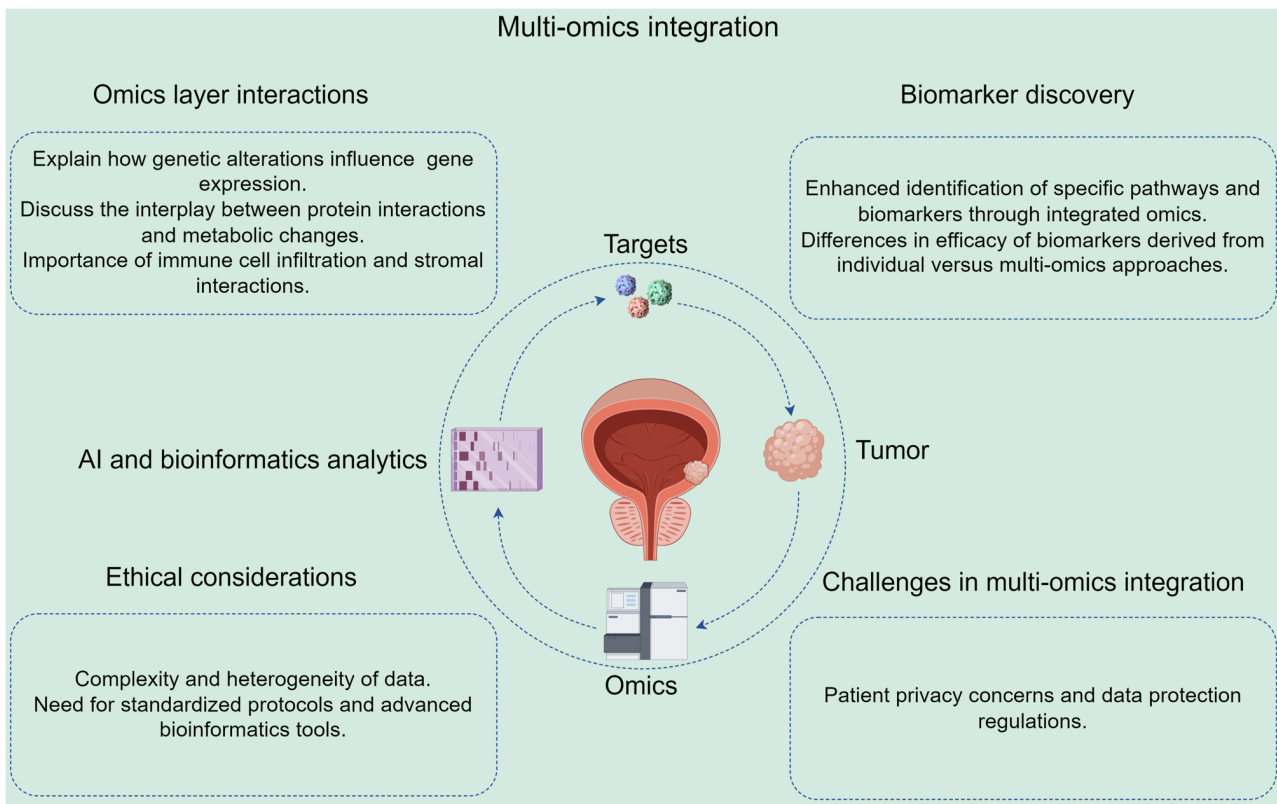 Multi-omics integration
Omics layer interactions
Explain how genetic alterations influence  gene
expression.
Discuss the interplay between protein interactions
and metabolic changes.
Importance of immune cell infiltration and stromal
interactions.
Biomarker discovery
Enhanced identification of specific pathways and
biomarkers through integrated omics.
Differences in efficacy of biomarkers derived from
individual versus multi-omics approaches.
Targets
AI and bioinformatics analytics
Tumor
Omics
Ethical considerations
Complexity and heterogeneity of data.
Need for standardized protocols and advanced
bioinformatics tools.
Challenges in multi-omics integration
Patient privacy concerns and data protection
regulations.